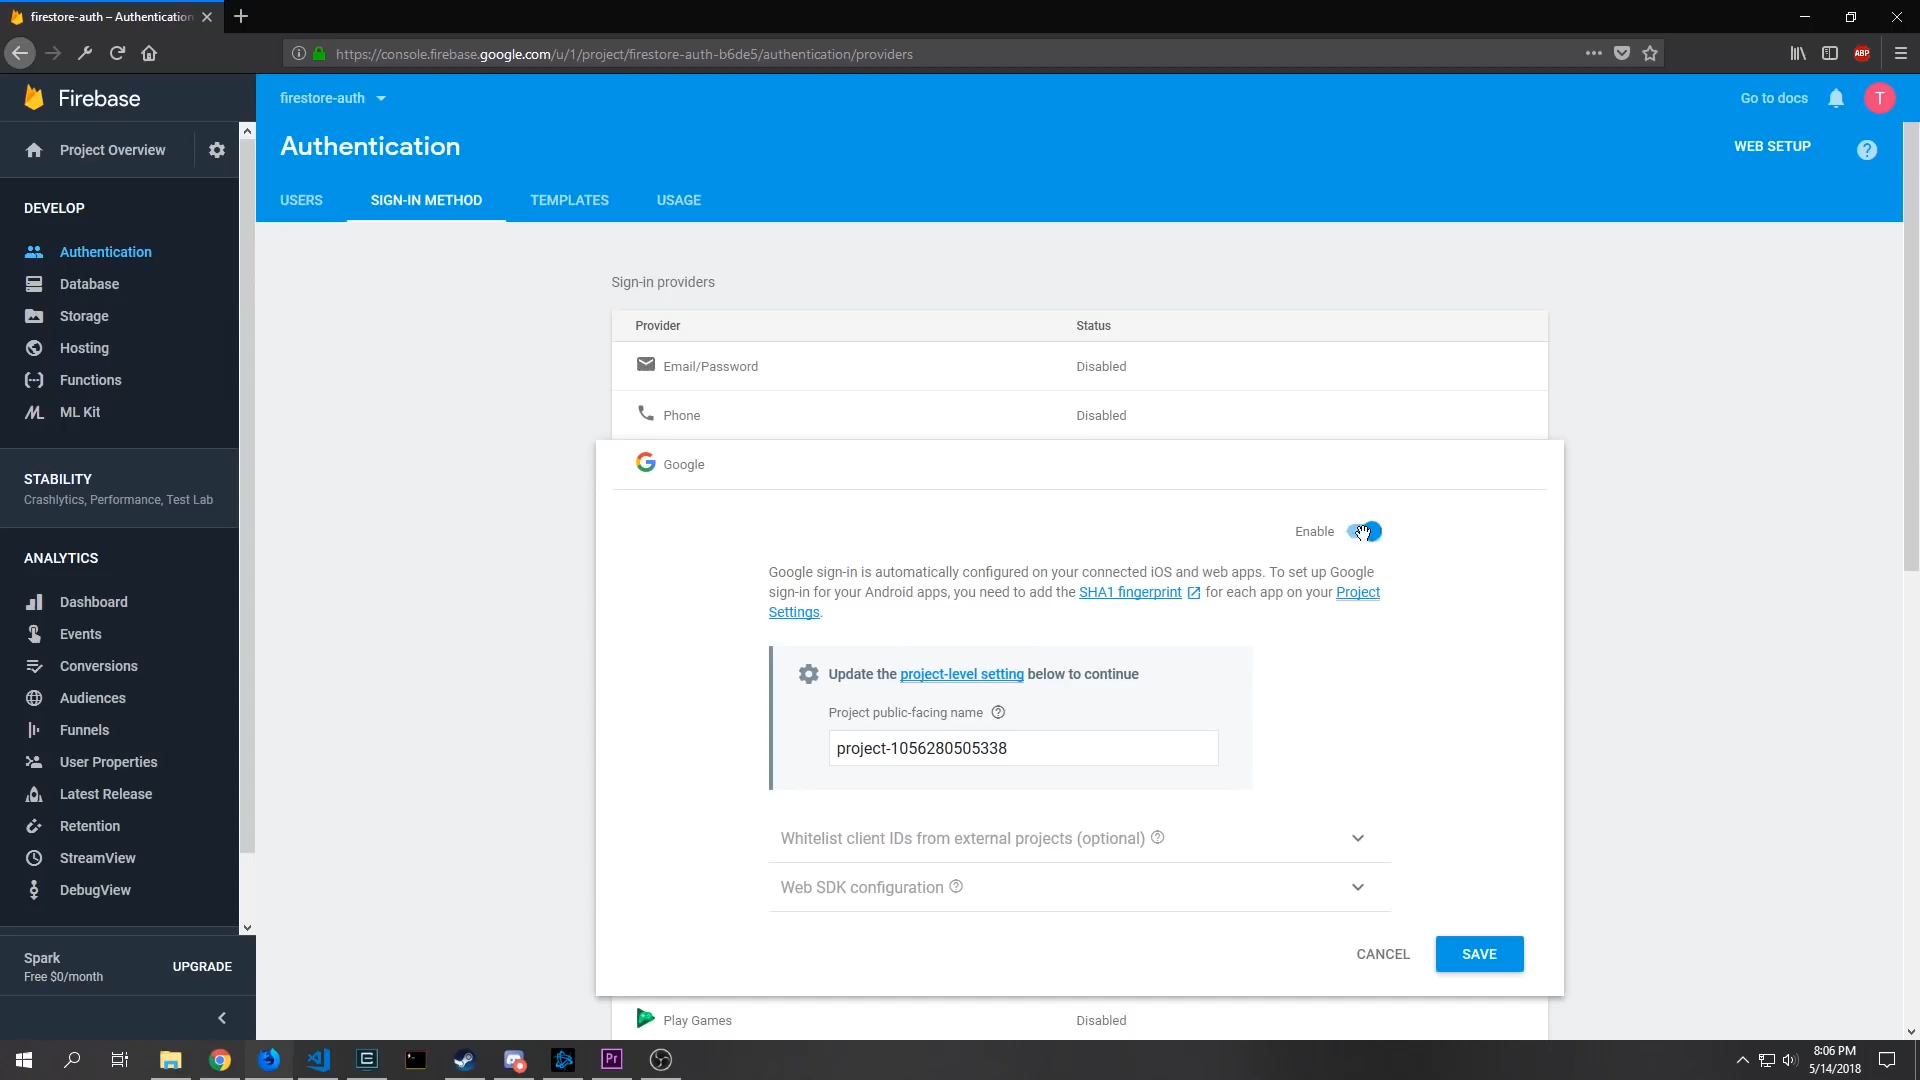 firestore-auth – Authentication
https://console.firebase.google.com/u/1/project/firestore-auth-b6de5/authentication/providers
ABP
Firebase
firestore-auth
Go to docs
T
Project Overview
Authentication
WEB SETUP
USERS
SIGN-IN METHOD
TEMPLATES
USAGE
DEVELOP
Authentication
Database
Storage
Hosting
Functions
ML Kit
STABILITY
Crashlytics, Performance, Test Lab
ANALYTICS
Dashboard
Events
Conversions
Audiences
Funnels
User Properties
Latest Release
Retention
StreamView
DebugView
Spark
Free $0/month
UPGRADE
Sign-in providers
Provider Status
Email/Password Disabled
Phone Disabled
Google
Enable
Google sign-in is automatically configured on your connected iOS and web apps. To set up Google
sign-in for your Android apps, you need to add the SHA1 fingerprint for each app on your Project
Settings.
Update the project-level setting below to continue
Project public-facing name
project-1056280505338
Whitelist client IDs from external projects (optional)
Web SDK configuration
CANCEL
SAVE
Play Games Disabled
Pr
8:06 PM
5/14/2018